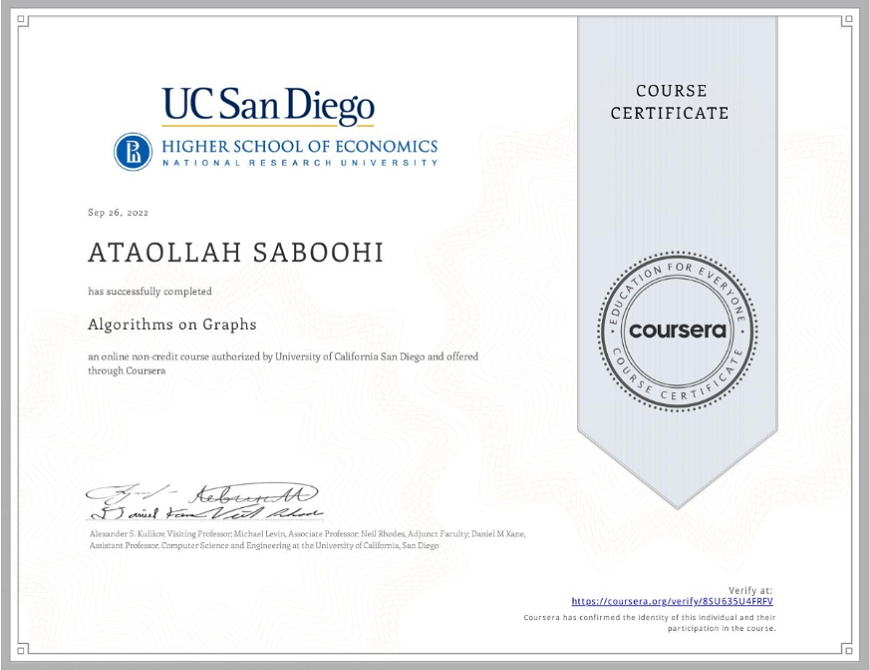 UC San Diego
HIGHER SCHOOL OF ECONOMICS
NATIONAL RESEARCH UNIVERSITY
COURSE
CERTIFICATE
Sep 26, 2022
ATAOLLAH SABOOHI
has successfully completed
Algorithms on Graphs
an online non-credit course authorized by University of California San Diego and offered
through Coursera
EDUCATION FOR EVERYONE
coursera
COURSE CERTIFICATE
Alexander S. Kulikov, Visiting Professor; Michael Levin, Associate Professor; Neil Rhodes, Adjunct Faculty; Daniel M Kane,
Assistant Professor, Computer Science and Engineering at the University of California, San Diego
Verify at:
https://coursera.org/verify/8SU635U4FRFV
Coursera has confirmed the identity of this individual and their
participation in the course.